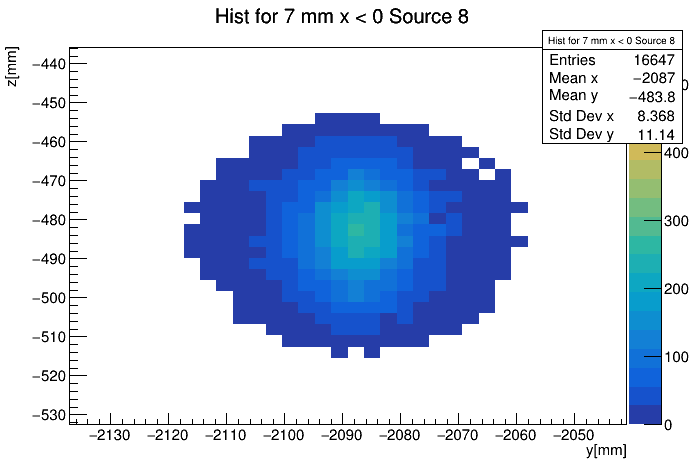 Hist for 7 mm x < 0 Source 8
z[mm]
Hist for 7 mm x < 0 Source 8
Entries 16647
Mean x −2087
Mean y −483.8
Std Dev x 8.368
Std Dev y 11.14
−440
−450
−460
−470
−480
−490
−500
−510
−520
−530
400
300
200
100
0
−2130 −2120 −2110 −2100 −2090 −2080 −2070 −2060 −2050
y[mm]